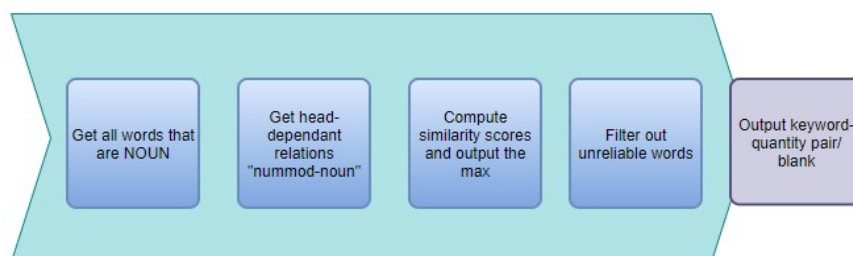 Get all words that
are NOUN
Get head-
dependant
relations
"nummod-noun"
Compute
similarity scores
and output the
max
Filter out
unreliable words
Output keyword-
quantity pair/
blank